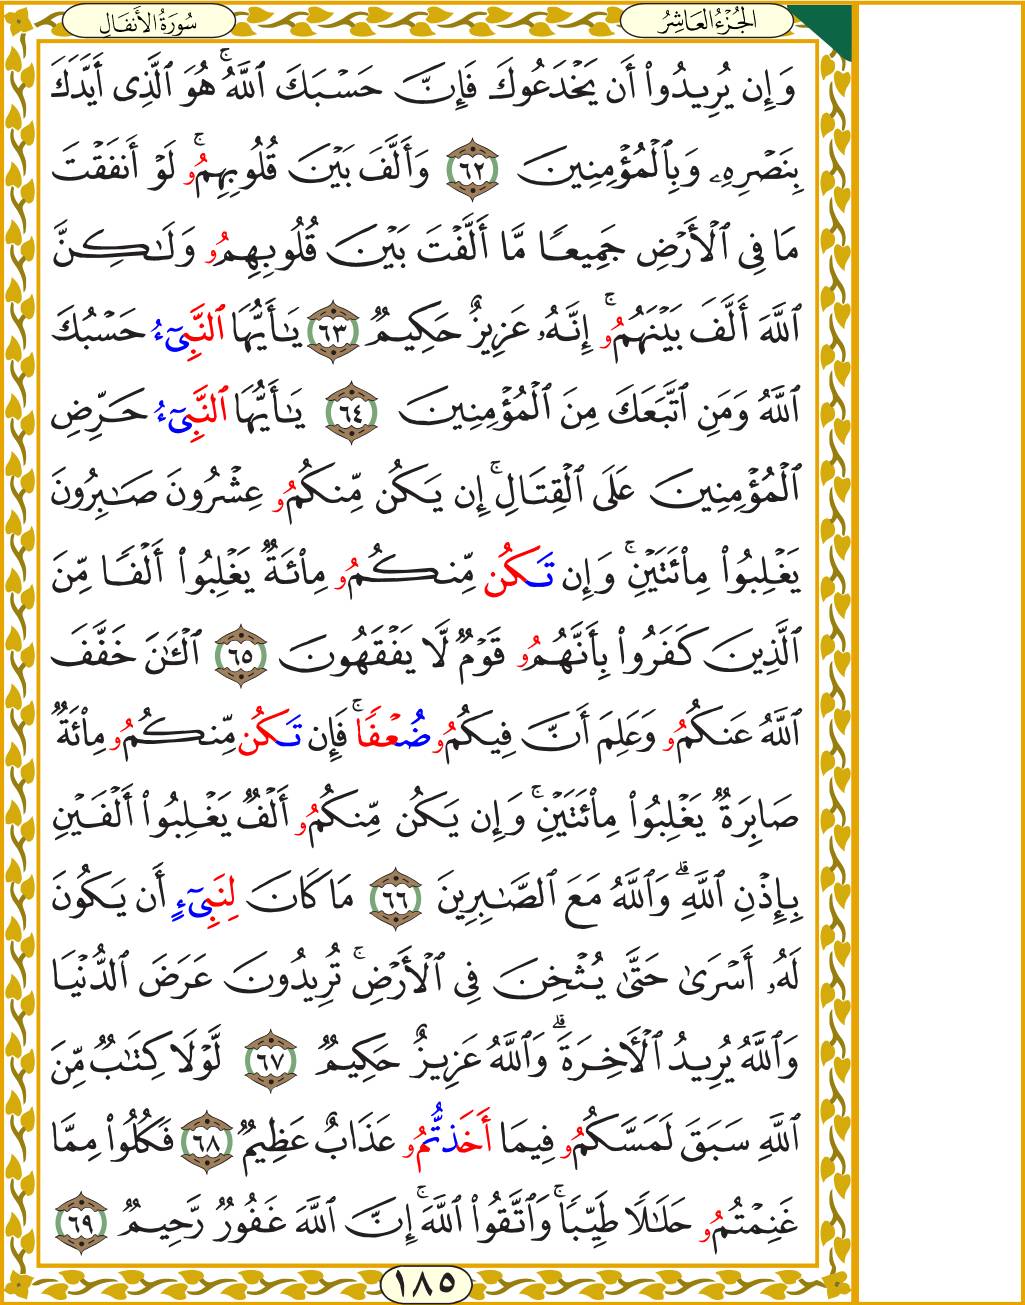 الجُزْءُ العَاشِرُ
سُورَةُ الأَنفَالِ
وَإِن يُرِيدُوا۟ أَن يَخْدَعُوكَ فَإِنَّ حَسْبَكَ ٱللَّهُ ۚ هُوَ ٱلَّذِى أَيَّدَكَ
بِنَصْرِهِۦ وَبِٱلْمُؤْمِنِينَ ٦٢ وَأَلَّفَ بَيْنَ قُلُوبِهِمُۥ ۚ لَوْ أَنفَقْتَ
مَا فِى ٱلْأَرْضِ جَمِيعًا مَّا أَلَّفْتَ بَيْنَ قُلُوبِهِمُۥ وَلَـٰكِنَّ
ٱللَّهَ أَلَّفَ بَيْنَهُمُۥ ۚ إِنَّهُۥ عَزِيزٌ حَكِيمٌ ٦٣ يَـٰأَيُّهَا ٱلنَّبِىٓءُ حَسْبُكَ
ٱللَّهُ وَمَنِ ٱتَّبَعَكَ مِنَ ٱلْمُؤْمِنِينَ ٦٤ يَـٰأَيُّهَا ٱلنَّبِىٓءُ حَرِّضِ
ٱلْمُؤْمِنِينَ عَلَى ٱلْقِتَالِ ۚ إِن يَكُن مِّنكُمُۥ عِشْرُونَ صَـٰبِرُونَ
يَغْلِبُوا۟ مِا۟ئَتَيْنِ ۚ وَإِن تَكُن مِّنكُمُۥ مِا۟ئَةٌ يَغْلِبُوا۟ أَلْفًا مِّنَ
ٱلَّذِينَ كَفَرُوا۟ بِأَنَّهُمُۥ قَوْمٌ لَّا يَفْقَهُونَ ٦٥ ٱلْـَٔـٰنَ خَفَّفَ
ٱللَّهُ عَنكُمُۥ وَعَلِمَ أَنَّ فِيكُمُۥ ضُعْفًا ۚ فَإِن تَكُن مِّنكُمُۥ مِا۟ئَةٌ
صَابِرَةٌ يَغْلِبُوا۟ مِا۟ئَتَيْنِ ۚ وَإِن يَكُن مِّنكُمُۥ أَلْفٌ يَغْلِبُوا۟ أَلْفَيْنِ
بِإِذْنِ ٱللَّهِ ۗ وَٱللَّهُ مَعَ ٱلصَّـٰبِرِينَ ٦٦ مَا كَانَ لِنَبِىٓءٍ أَن يَكُونَ
لَهُۥ أَسْرَىٰ حَتَّىٰ يُثْخِنَ فِى ٱلْأَرْضِ ۚ تُرِيدُونَ عَرَضَ ٱلدُّنْيَا
وَٱللَّهُ يُرِيدُ ٱلْأَخِرَةَ ۗ وَٱللَّهُ عَزِيزٌ حَكِيمٌ ٦٧ لَّوْلَا كِتَـٰبٌ مِّنَ
ٱللَّهِ سَبَقَ لَمَسَّكُمُۥ فِيمَا أَخَذتُّمُۥ عَذَابٌ عَظِيمٌ ٦٨ فَكُلُوا۟ مِمَّا
غَنِمْتُمُۥ حَلَـٰلًا طَيِّبًا ۚ وَٱتَّقُوا۟ ٱللَّهَ ۚ إِنَّ ٱللَّهَ غَفُورٌ رَّحِيمٌ ٦٩
١٨٥